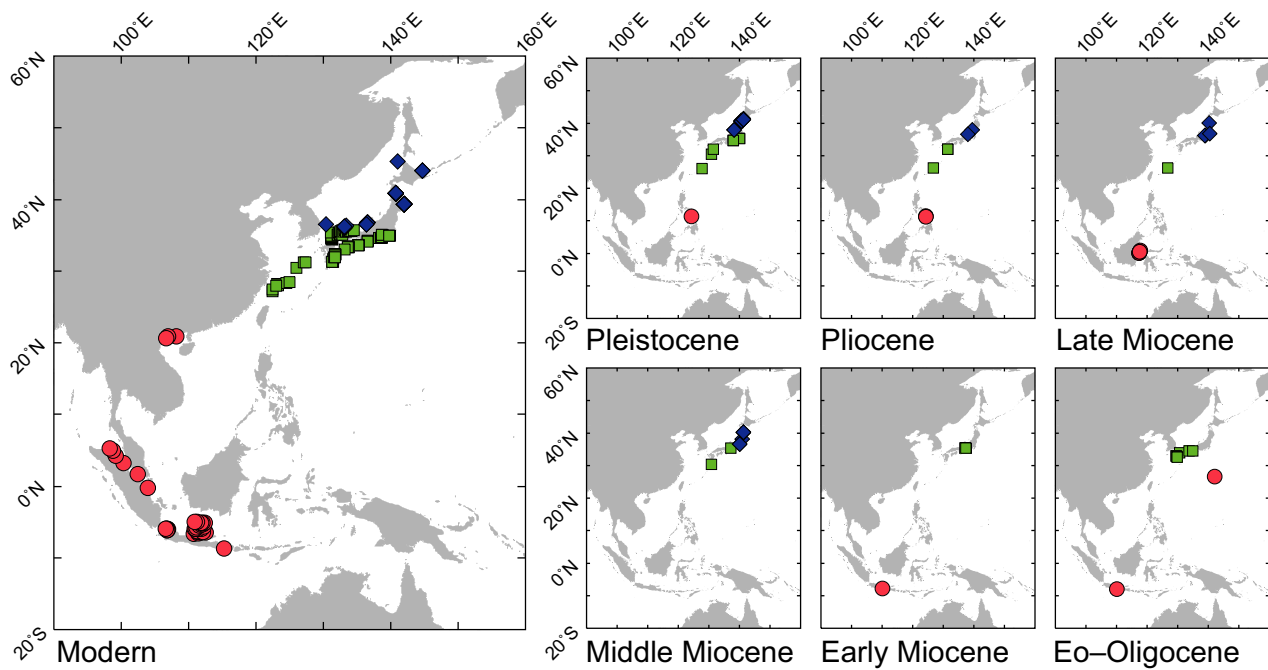 100°E 120°E 140°E 160°E
100°E 120°E 140°E
100°E 120°E 140°E
100°E 120°E 140°E
60°N
40°N
20°N
0°N
20°S
Modern
60°N
40°N
20°N
0°N
20°S
Pleistocene
Pliocene
Late Miocene
60°N
40°N
20°N
0°N
20°S
Middle Miocene
Early Miocene
Eo–Oligocene